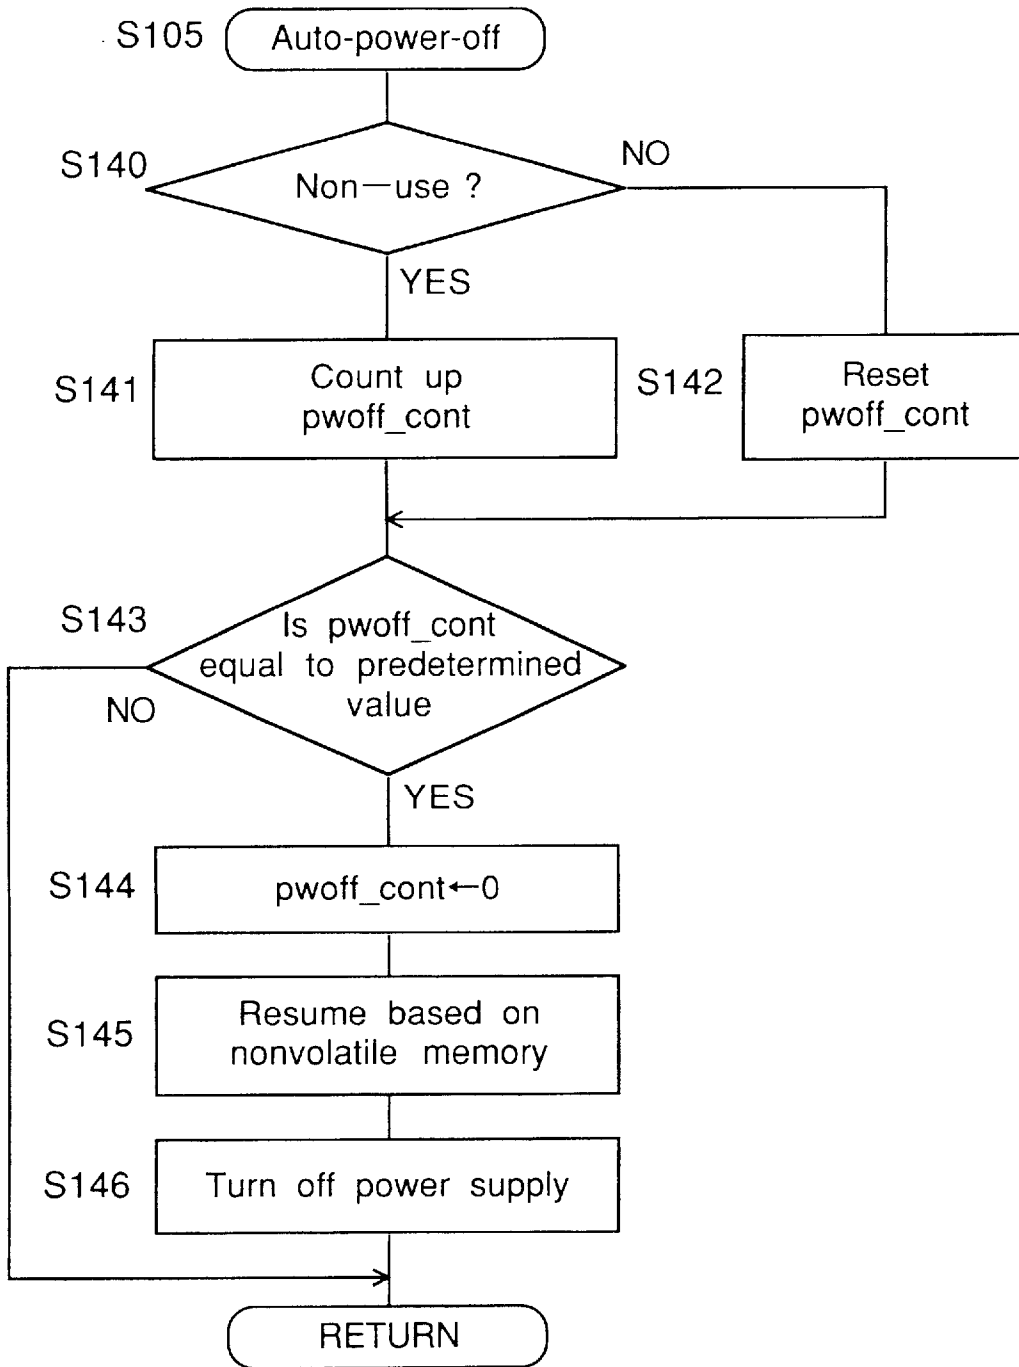 S105 Auto-power-off
S140 Non—use ?
NO
YES
S141 Count up
pwoff_cont
S142 Reset
pwoff_cont
S143 Is pwoff_cont
equal to predetermined
value
NO
YES
S144 pwoff_cont←0
S145 Resume based on
nonvolatile memory
S146 Turn off power supply
RETURN